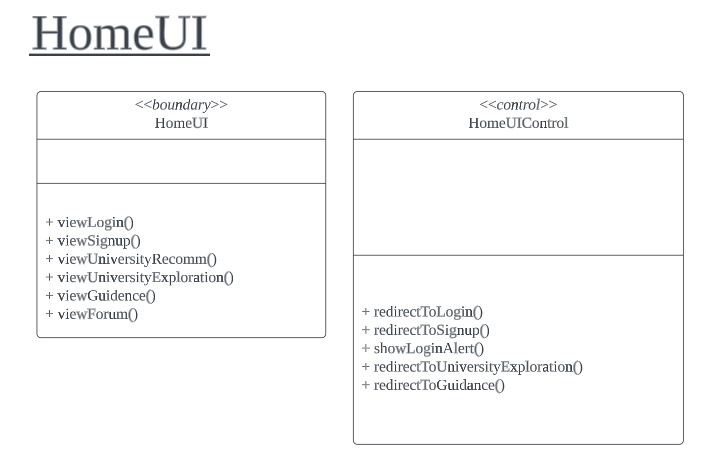 HomeUI
<<boundary>>
HomeUI
+ viewLogin()
+ viewSignup()
+ viewUniversityRecomm()
+ viewUniversityExploration()
+ viewGuidence()
+ viewForum()
<<control>>
HomeUIControl
+ redirectToLogin()
+ redirectToSignup()
+ showLoginAlert()
+ redirectToUniversityExploration()
+ redirectToGuidance()